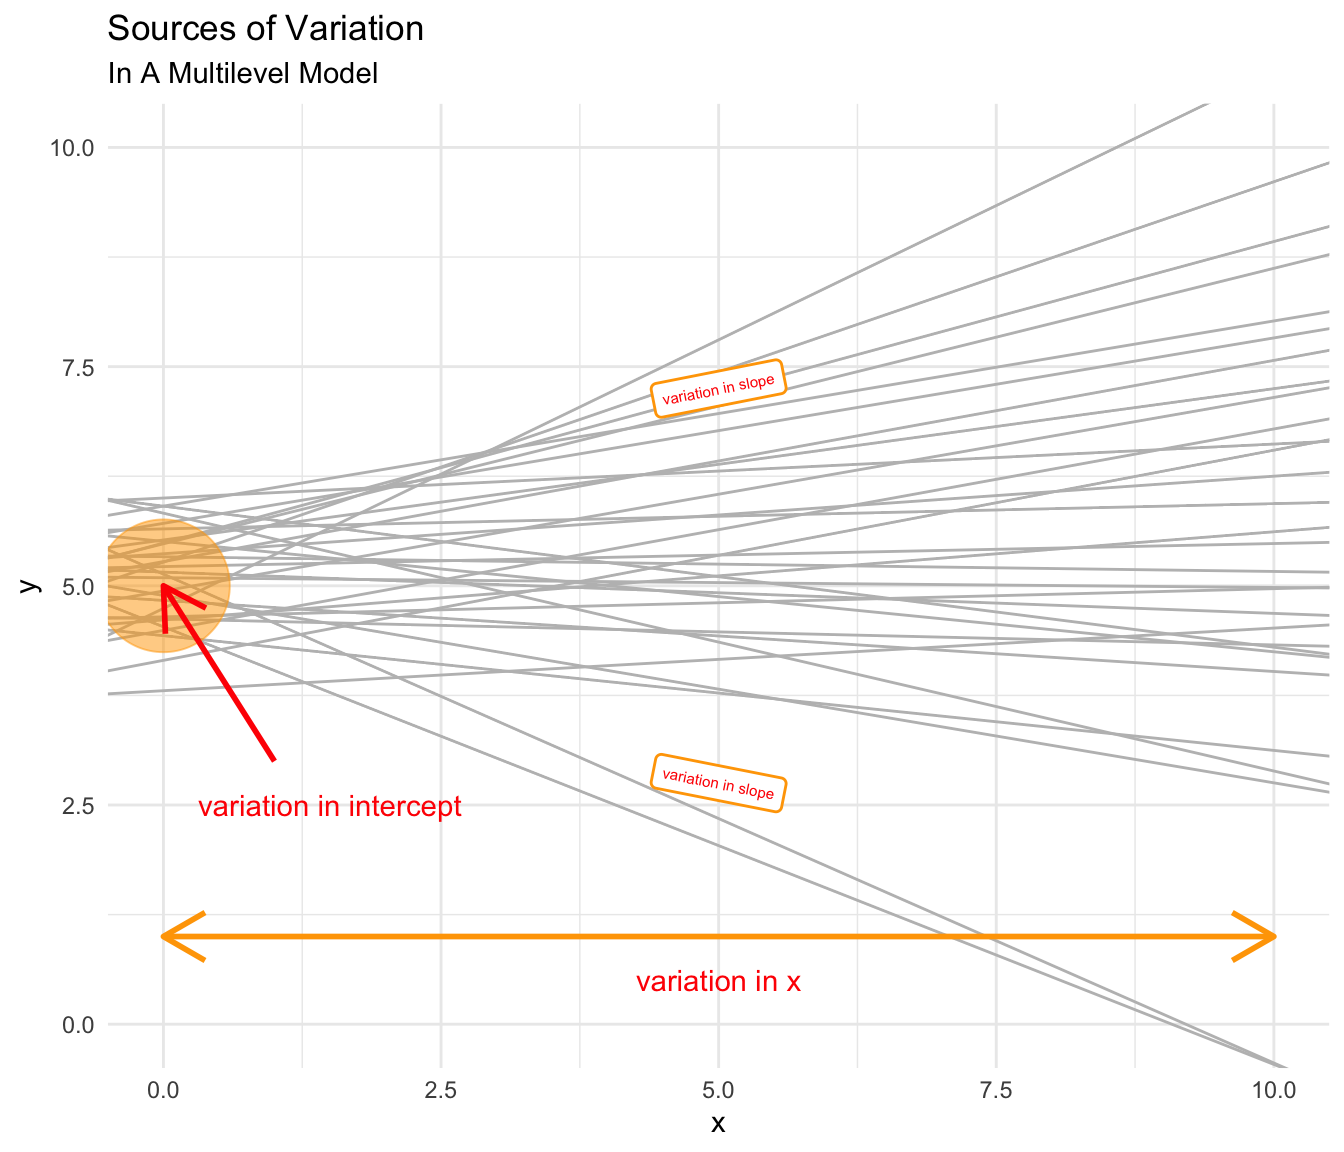 Sources of Variation
In A Multilevel Model
10.0
7.5
5.0
2.5
0.0
y
variation in slope
variation in slope
variation in intercept
variation in x
0.0 2.5 5.0 7.5 10.0
x